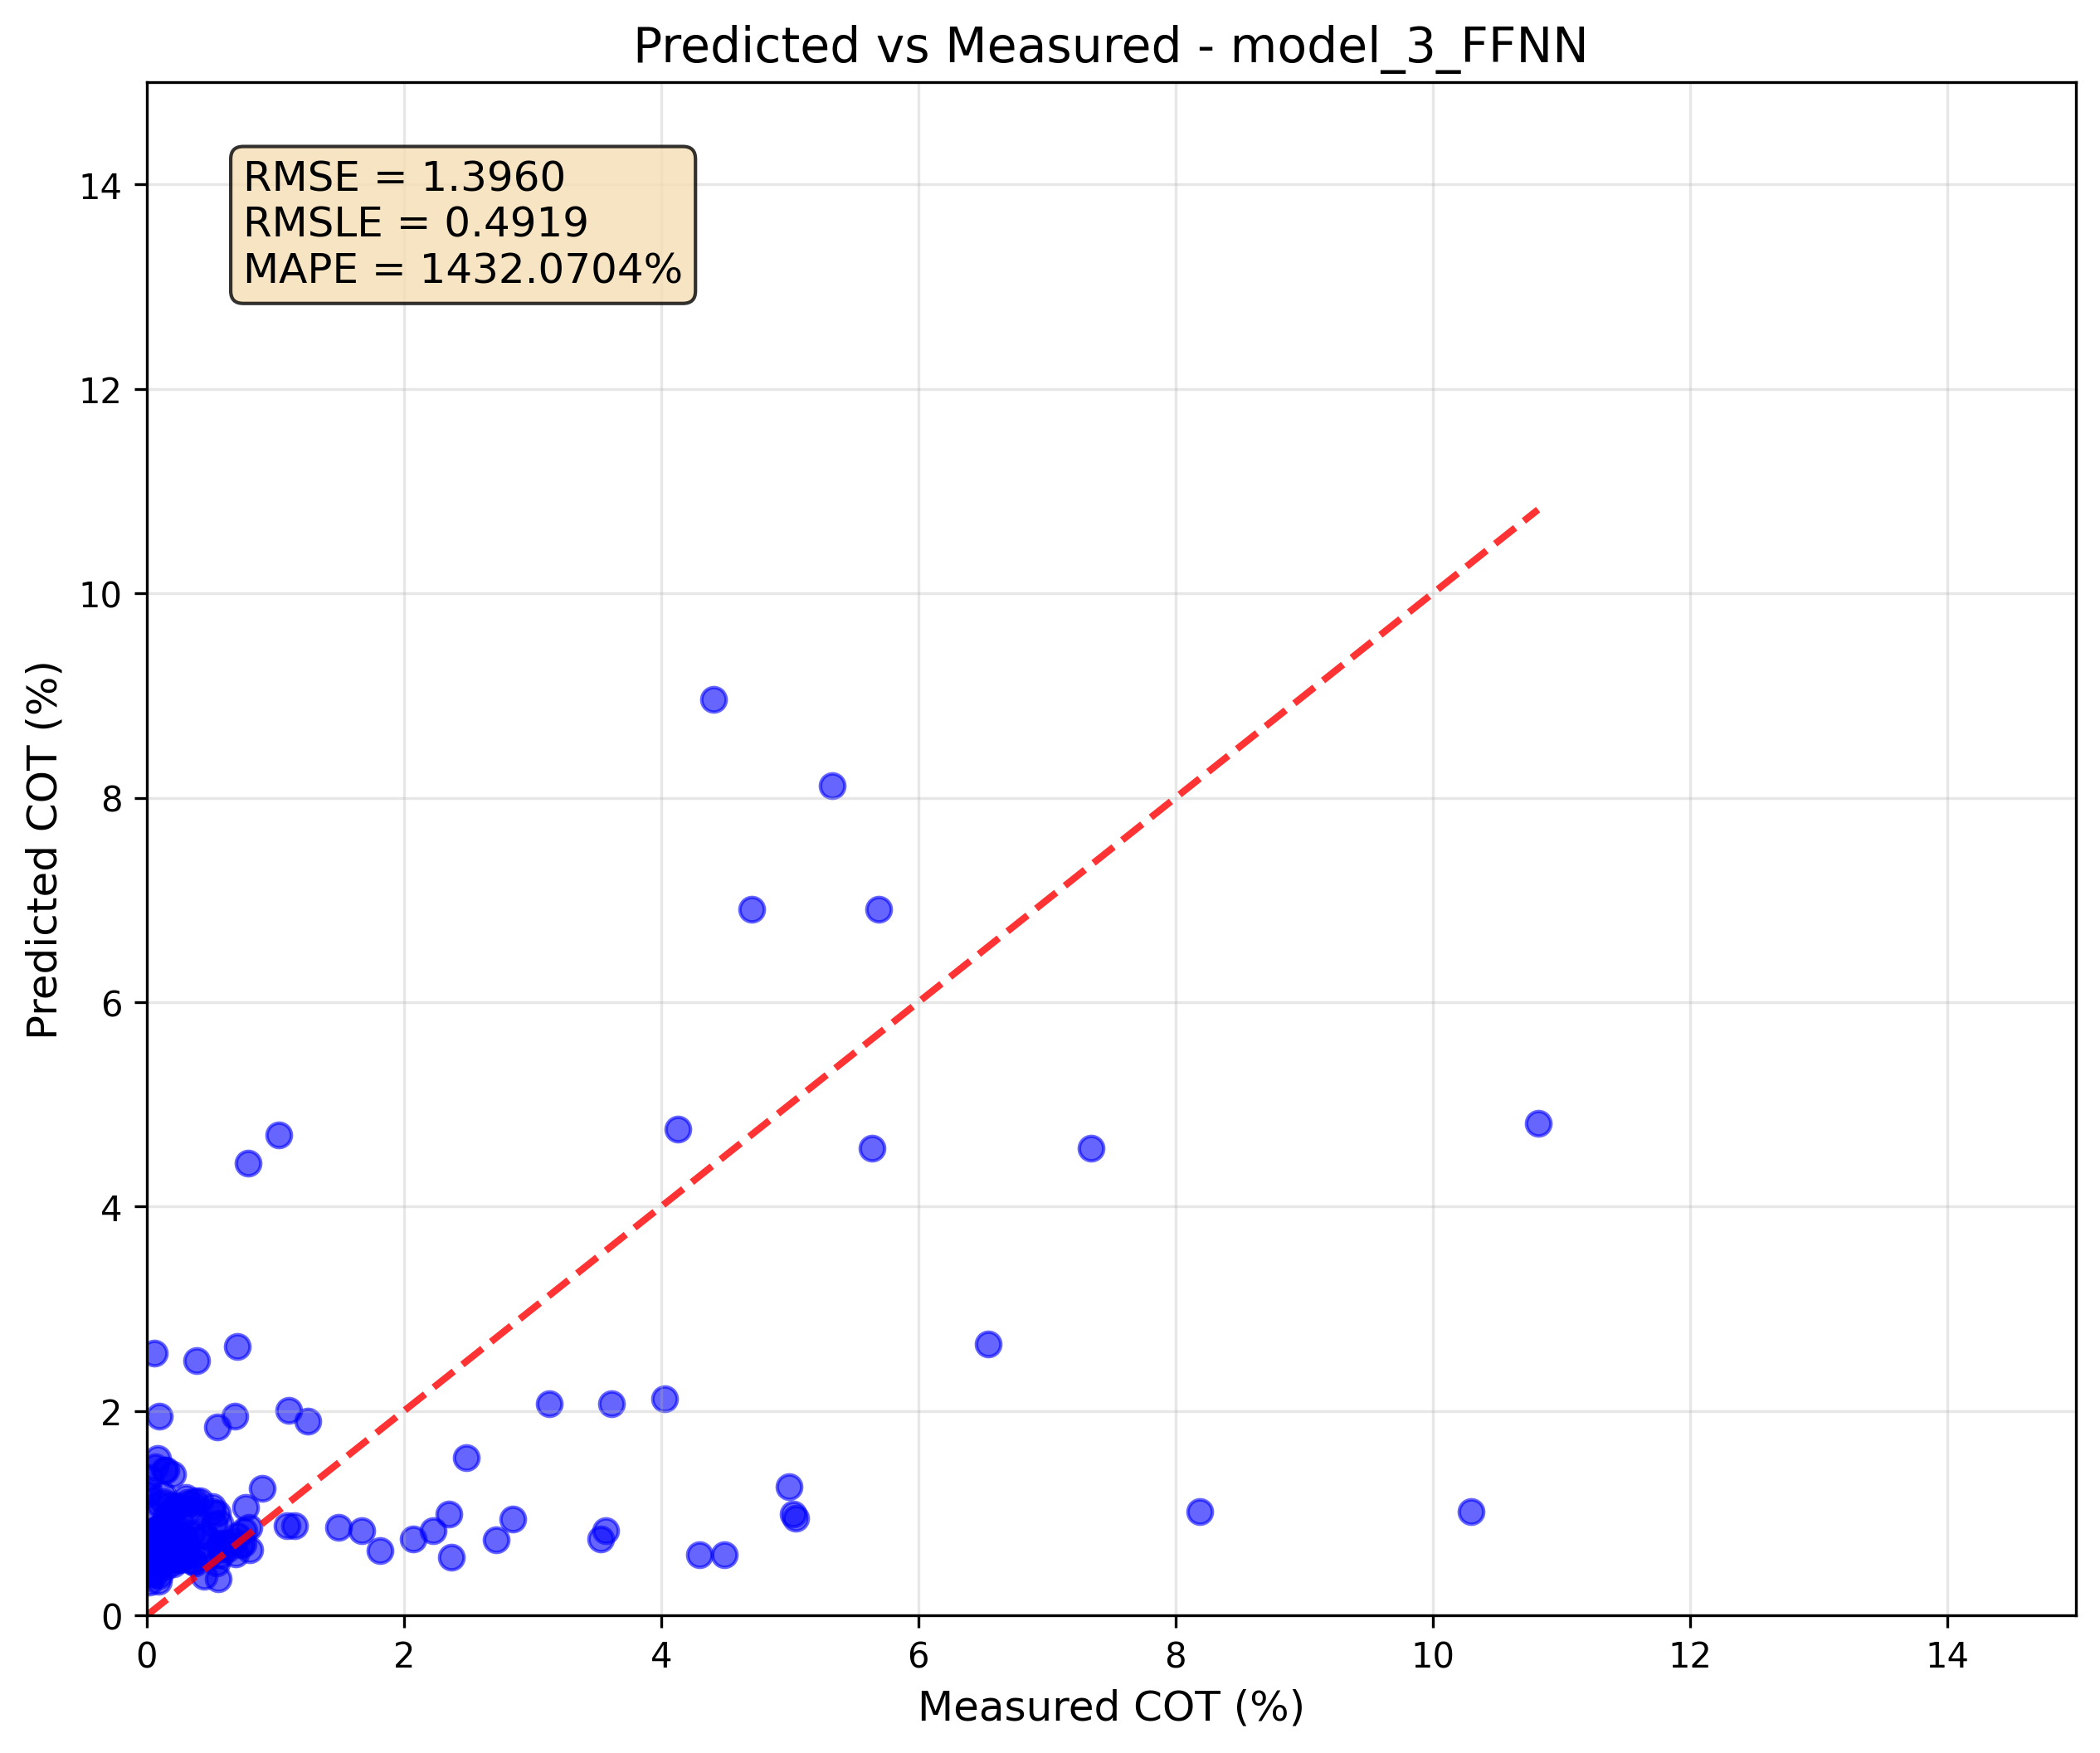 Predicted vs Measured - model_3_FFNN
RMSE = 1.3960
RMSLE = 0.4919
MAPE = 1432.0704%
14
12
10
8
6
4
2
0
Predicted COT (%)
0 2 4 6 8 10 12 14
Measured COT (%)